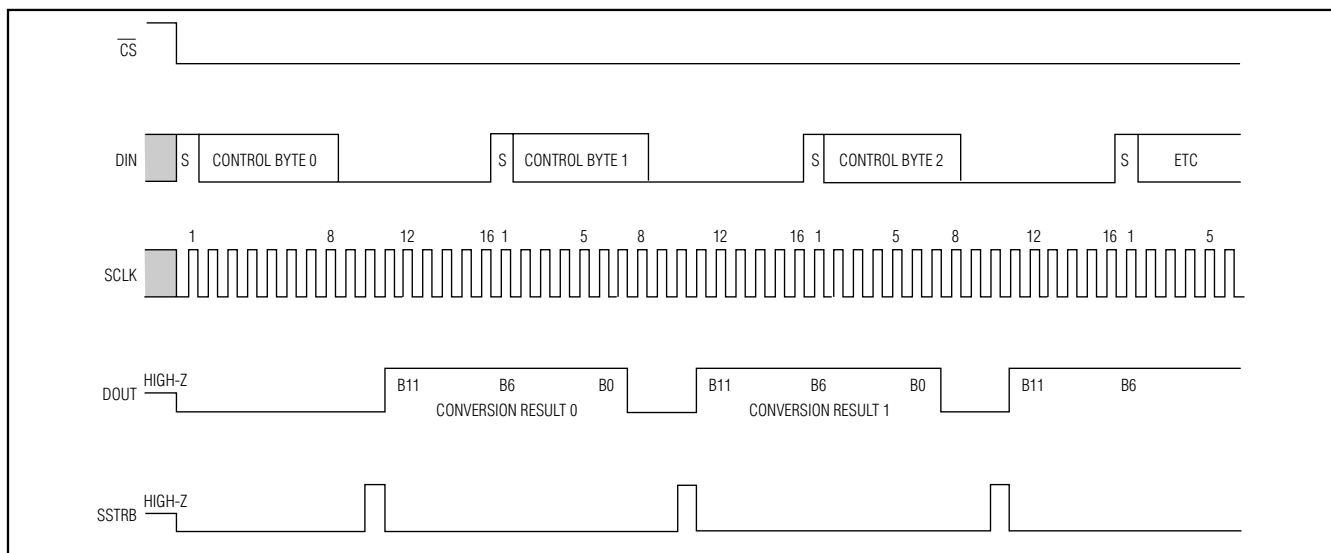 CS
DIN S CONTROL BYTE 0 S CONTROL BYTE 1 S CONTROL BYTE 2 S ETC
1 8 12 16 1 5 8 12 16 1 5 8 12 16 1 5
SCLK
HIGH-Z
DOUT
B11 B6 B0 B11 B6 B0 B11 B6
CONVERSION RESULT 0 CONVERSION RESULT 1
HIGH-Z
SSTRB